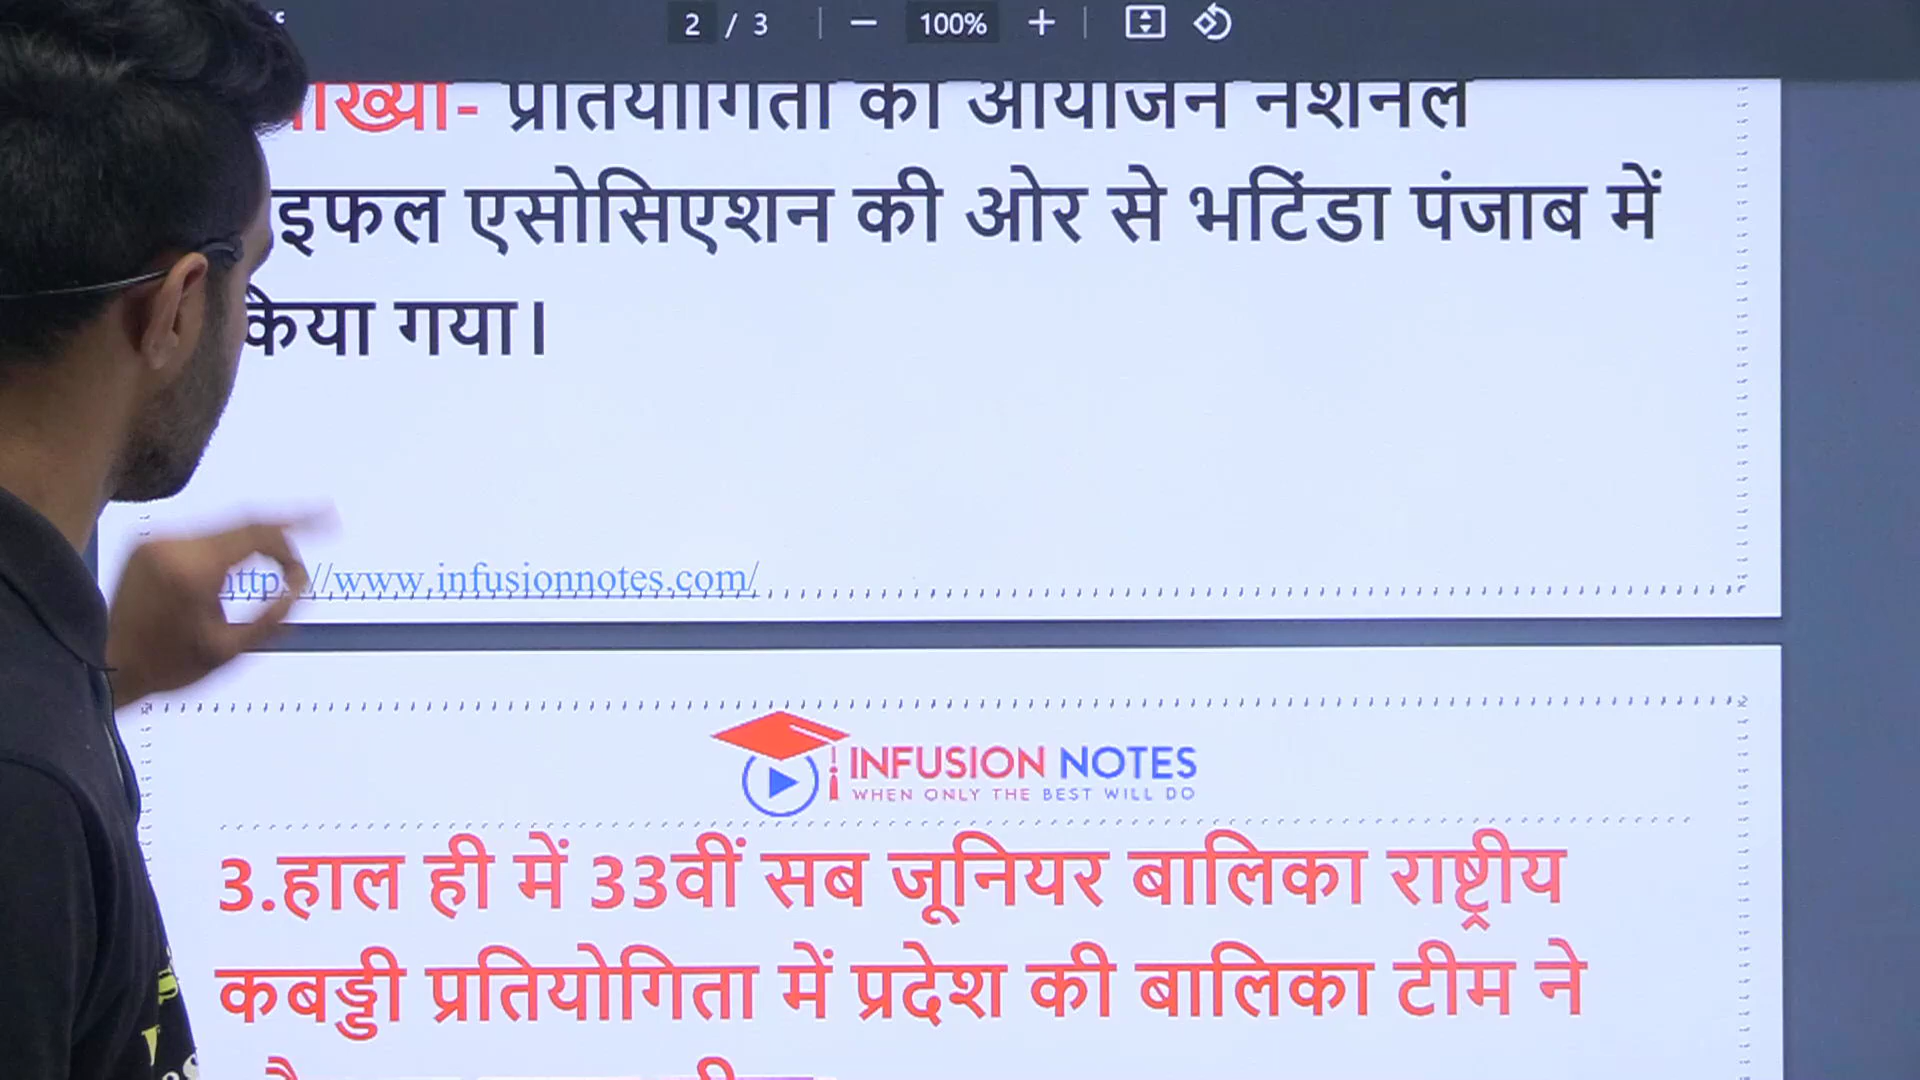 2 / 3 − 100% +
प्रतियोगिता का आयोजन नेशनल
एसोसिएशन की ओर से भटिंडा पंजाब में
किया गया।
https://www.infusionnotes.com/
INFUSION NOTES
WHEN ONLY THE BEST WILL DO
3.हाल ही में 33वीं सब जूनियर बालिका राष्ट्रीय
कबड्डी प्रतियोगिता में प्रदेश की बालिका टीम ने